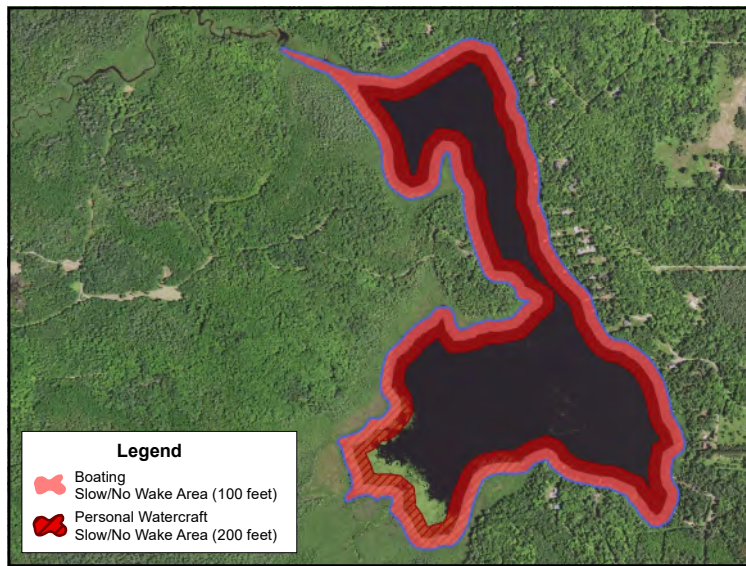 Legend
Boating
Slow/No Wake Area (100 feet)
Personal Watercraft
Slow/No Wake Area (200 feet)